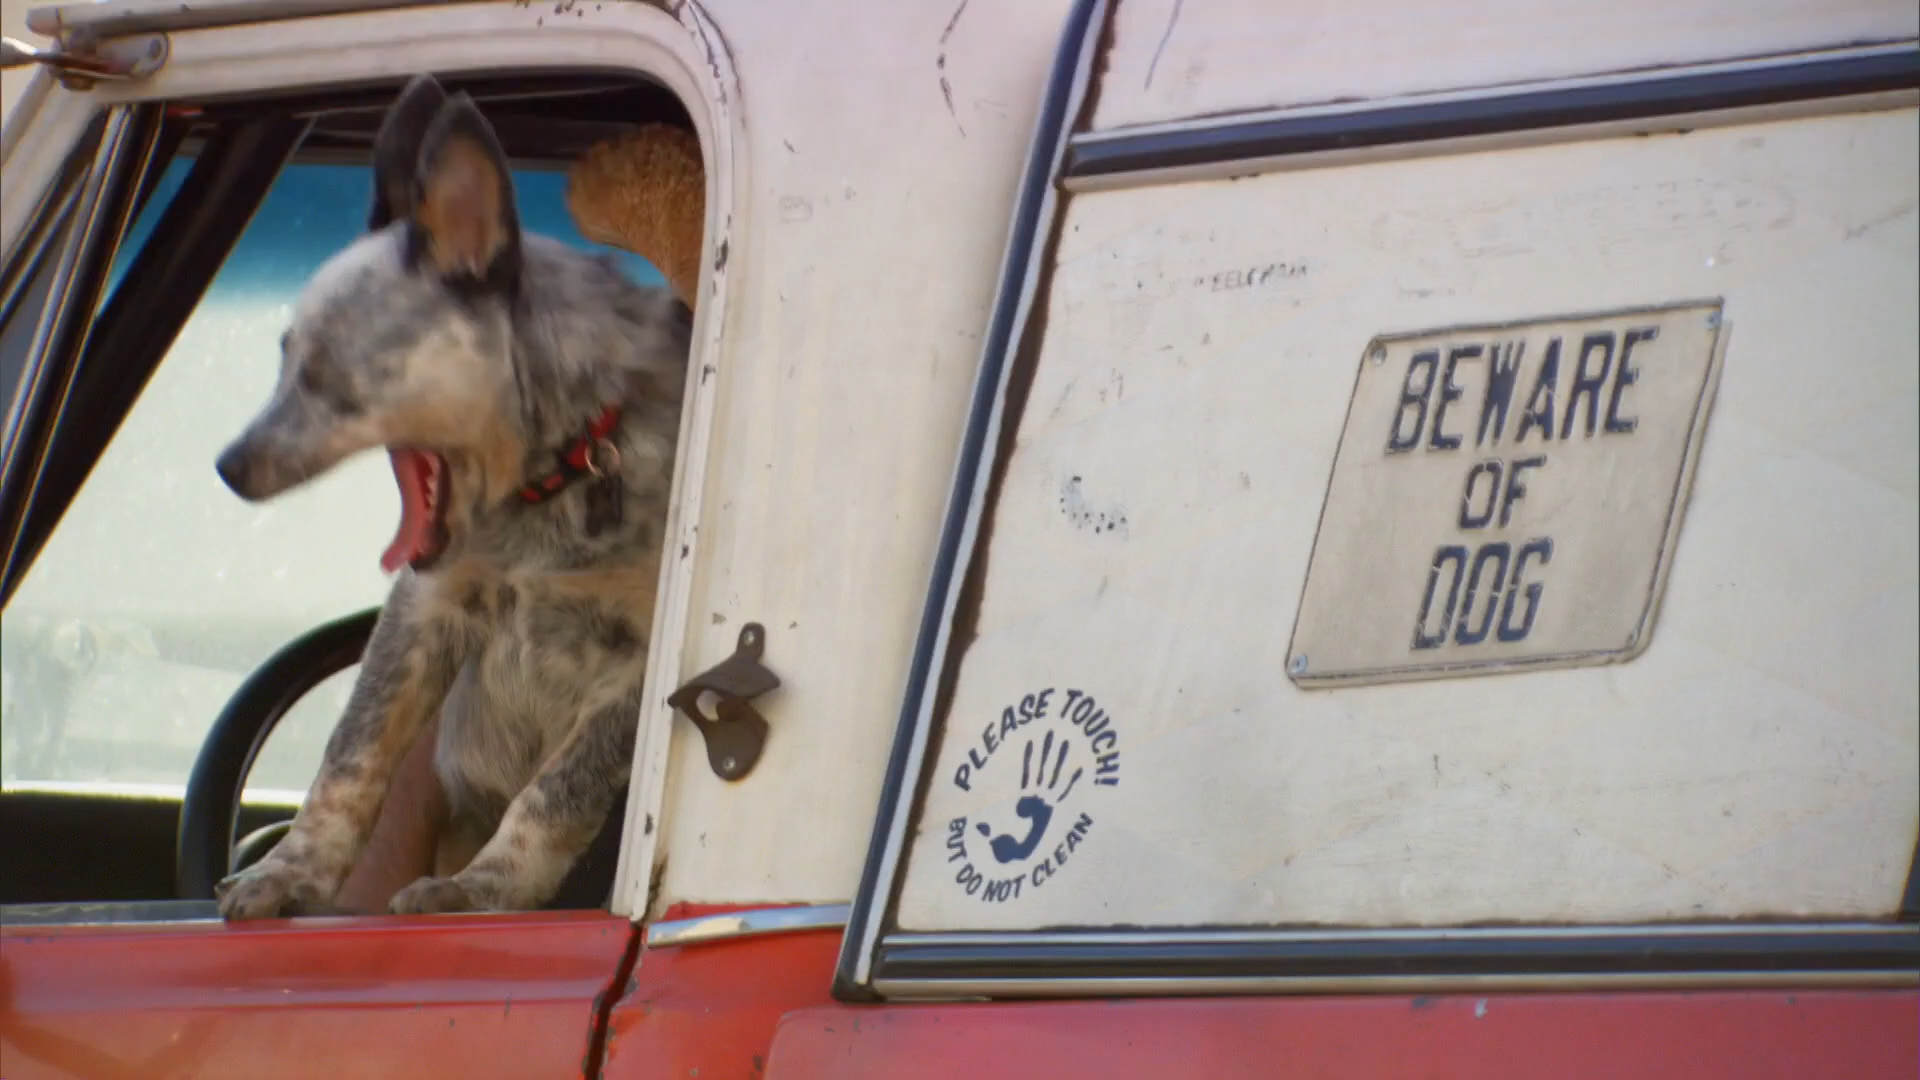 BEWARE
OF
DOG
PLEASE TOUCH!
BUT DO NOT CLEAN